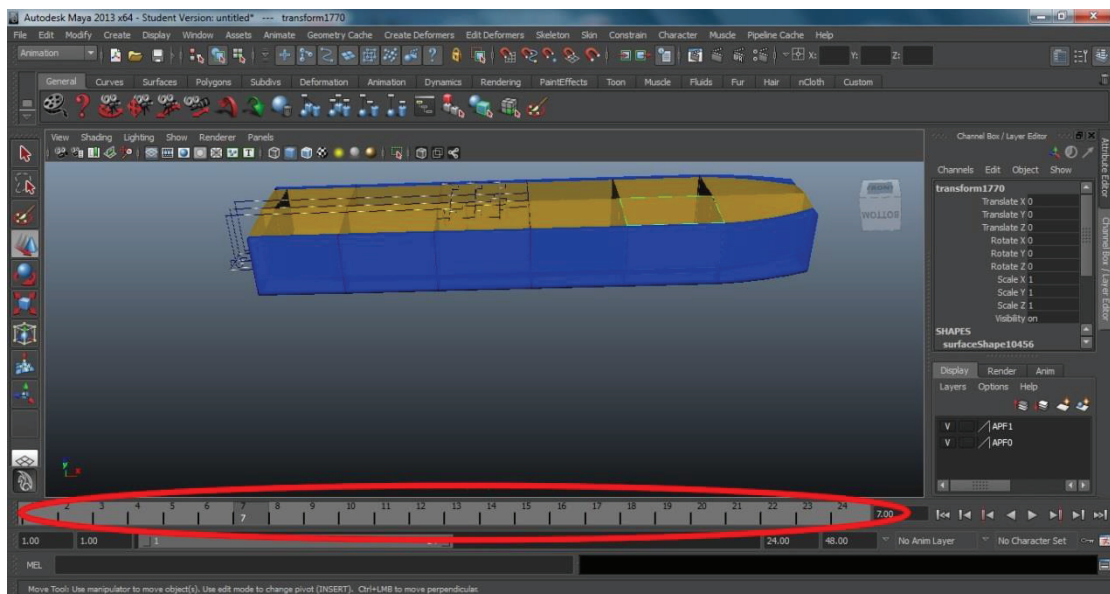 Autodesk Maya 2013 x64 - Student Version: untitled* --- transform1770
File Edit Modify Create Display Window Assets Animate Geometry Cache Create Deformers Edit Deformers Skeleton Skin Constrain Character Muscle Pipeline Cache Help
Animation X: Y: Z:
General Curves Surfaces Polygons Subdivs Deformation Animation Dynamics Rendering PaintEffects Toon Muscle Fluids Fur Hair nCloth Custom
View Shading Lighting Show Renderer Panels
Channel Box / Layer Editor
Channels Edit Object Show
transform1770
Translate X 0
Translate Y 0
Translate Z 0
Rotate X 0
Rotate Y 0
Rotate Z 0
Scale X 1
Scale Y 1
Scale Z 1
Visibility on
SHAPES
surfaceShape10456
Attribute Editor
Channel Box / Layer Editor
FRONT
BOTTOM
Display Render Anim
Layers Options Help
V APF1
V APF0
y x
2 3 4 5 6 7 8 9 10 11 12 13 14 15 16 17 18 19 20 21 22 23 24
7
7.00
1.00 1.00 1 24.00 48.00 No Anim Layer No Character Set
MEL
Move Tool: Use manipulator to move object(s). Use edit mode to change pivot (INSERT). Ctrl+LMB to move perpendicular.